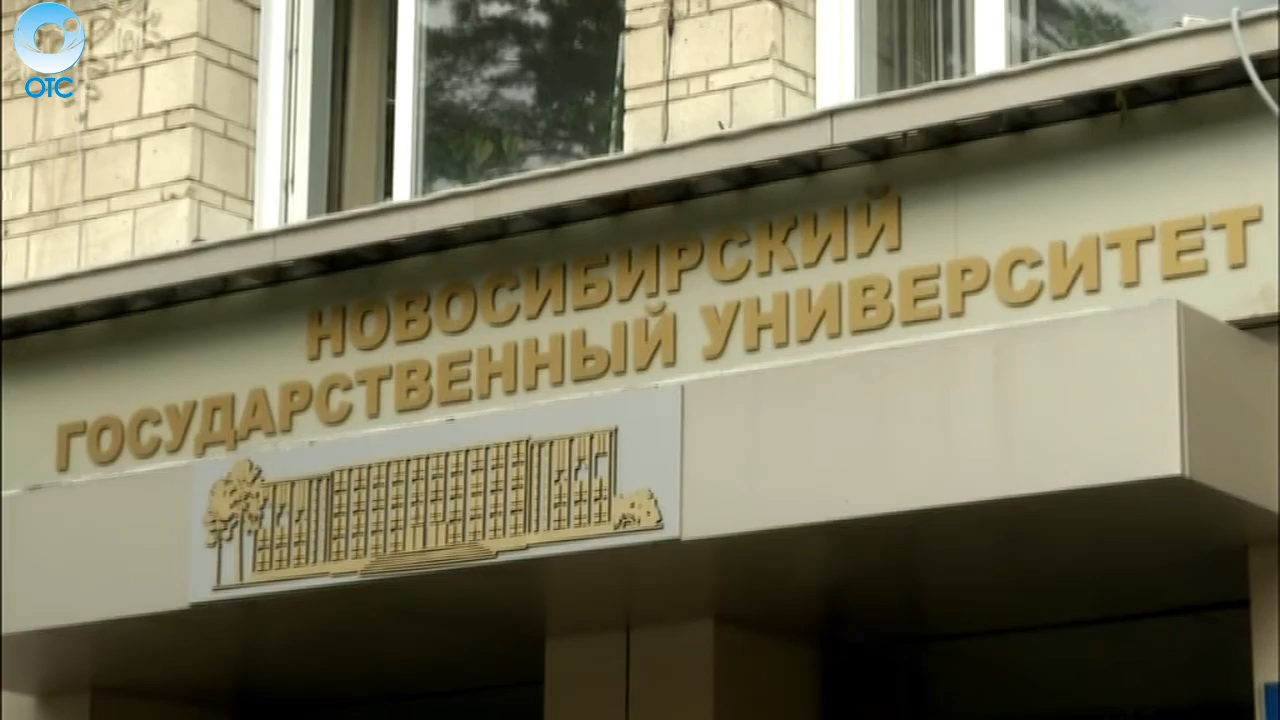 ОТС
НОВОСИБИРСКИЙ
ГОСУДАРСТВЕННЫЙ УНИВЕРСИТЕТ